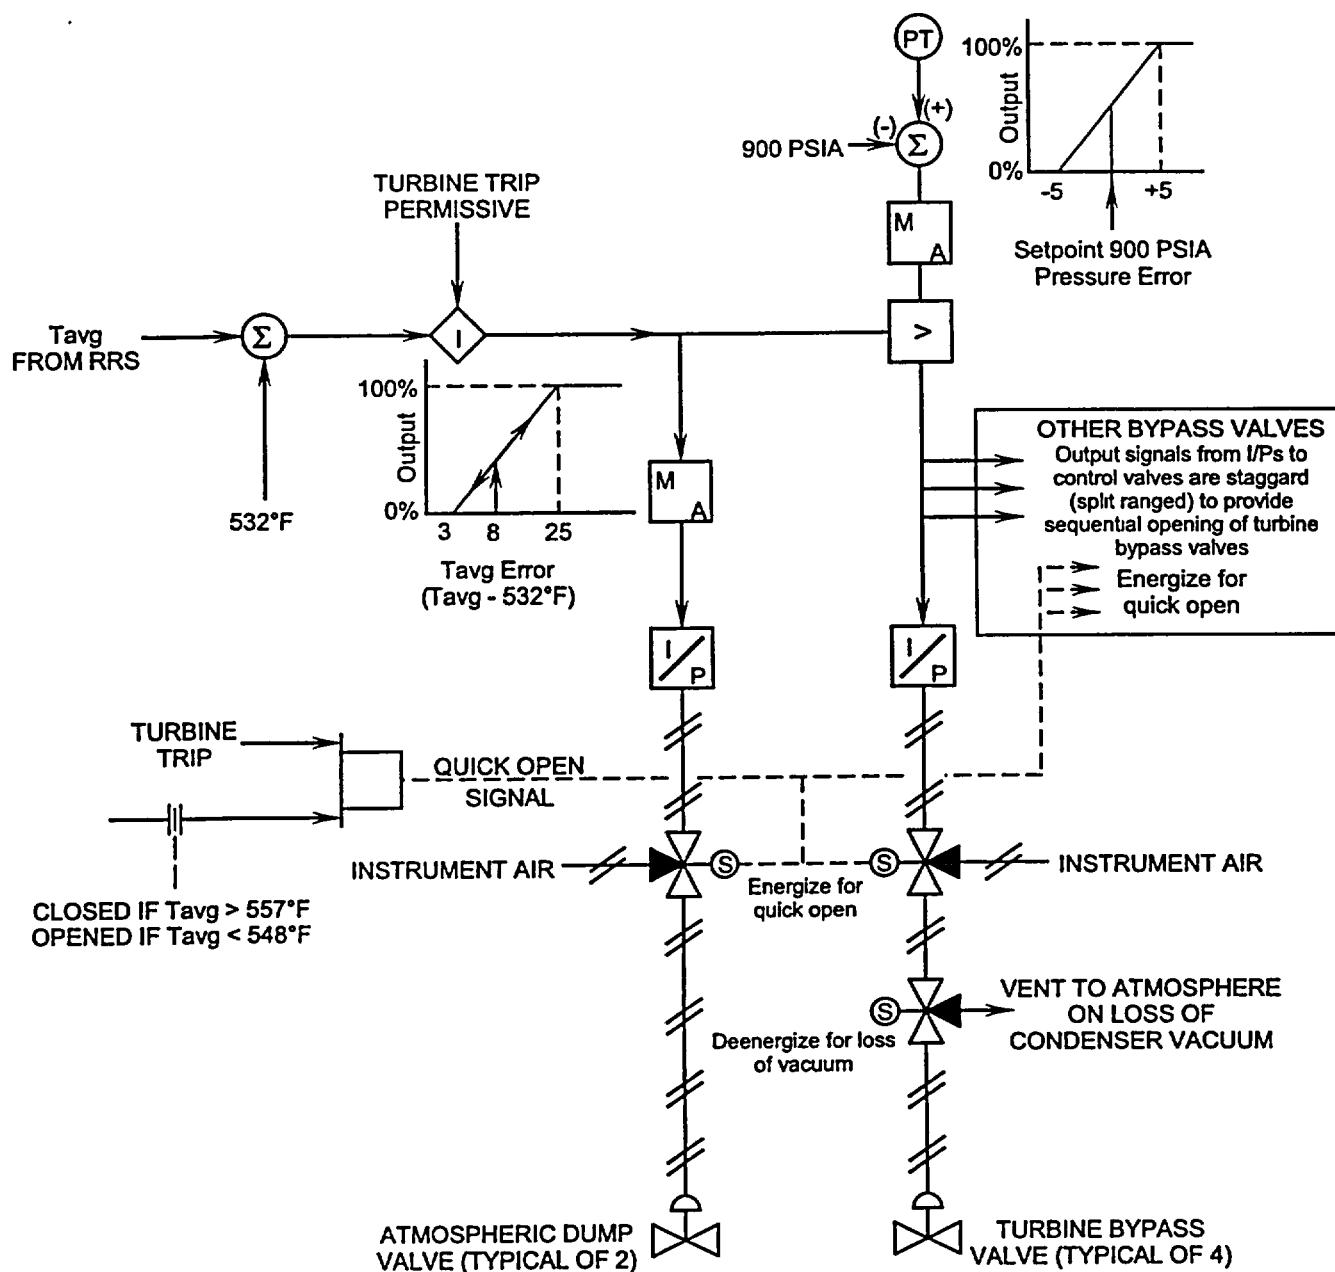 PT
(+)
(-)
900 PSIA
Σ
100%
Output
0%
-5
+5
Setpoint 900 PSIA
Pressure Error
M
A
TURBINE TRIP
PERMISSIVE
Tavg
FROM RRS
Σ
I
>
532°F
100%
Output
0%
3
8
25
Tavg Error
(Tavg - 532°F)
M
A
OTHER BYPASS VALVES
Output signals from I/Ps to
control valves are staggard
(split ranged) to provide
sequential opening of turbine
bypass valves
Energize for
quick open
I
P
I
P
TURBINE
TRIP
QUICK OPEN
SIGNAL
INSTRUMENT AIR
S
S
INSTRUMENT AIR
Energize for
quick open
CLOSED IF Tavg > 557°F
OPENED IF Tavg < 548°F
S
VENT TO ATMOSPHERE
ON LOSS OF
CONDENSER VACUUM
Deenergize for loss
of vacuum
ATMOSPHERIC DUMP
VALVE (TYPICAL OF 2)
TURBINE BYPASS
VALVE (TYPICAL OF 4)